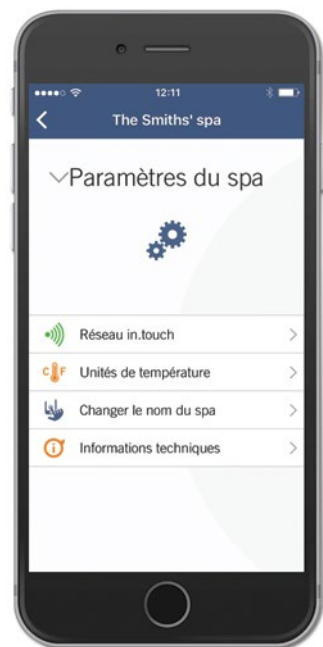 12:11
The Smiths' spa
Paramètres du spa
Réseau in.touch
C F Unités de température
Changer le nom du spa
i Informations techniques